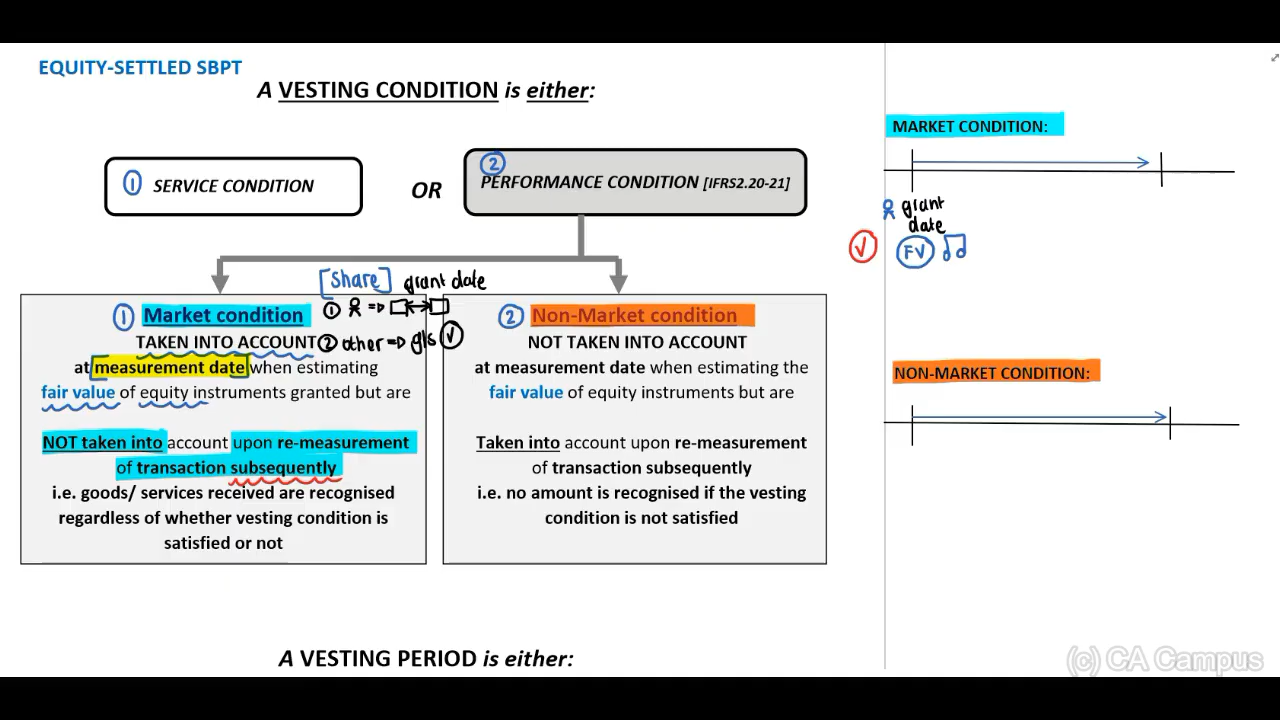 EQUITY-SETTLED SBPT
A VESTING CONDITION is either:
① SERVICE CONDITION
OR
② PERFORMANCE CONDITION [IFRS2.20-21]
[Share] grant date
① ⇒
② other ⇒ g/s
① Market condition
TAKEN INTO ACCOUNT
at measurement date when estimating
fair value of equity instruments granted but are
NOT taken into account upon re-measurement
of transaction subsequently
i.e. goods/ services received are recognised
regardless of whether vesting condition is
satisfied or not
② Non-Market condition
NOT TAKEN INTO ACCOUNT
at measurement date when estimating the
fair value of equity instruments but are
Taken into account upon re-measurement
of transaction subsequently
i.e. no amount is recognised if the vesting
condition is not satisfied
A VESTING PERIOD is either:
MARKET CONDITION:
grant
date
√ FV ♫
NON-MARKET CONDITION:
(c) CA Campus